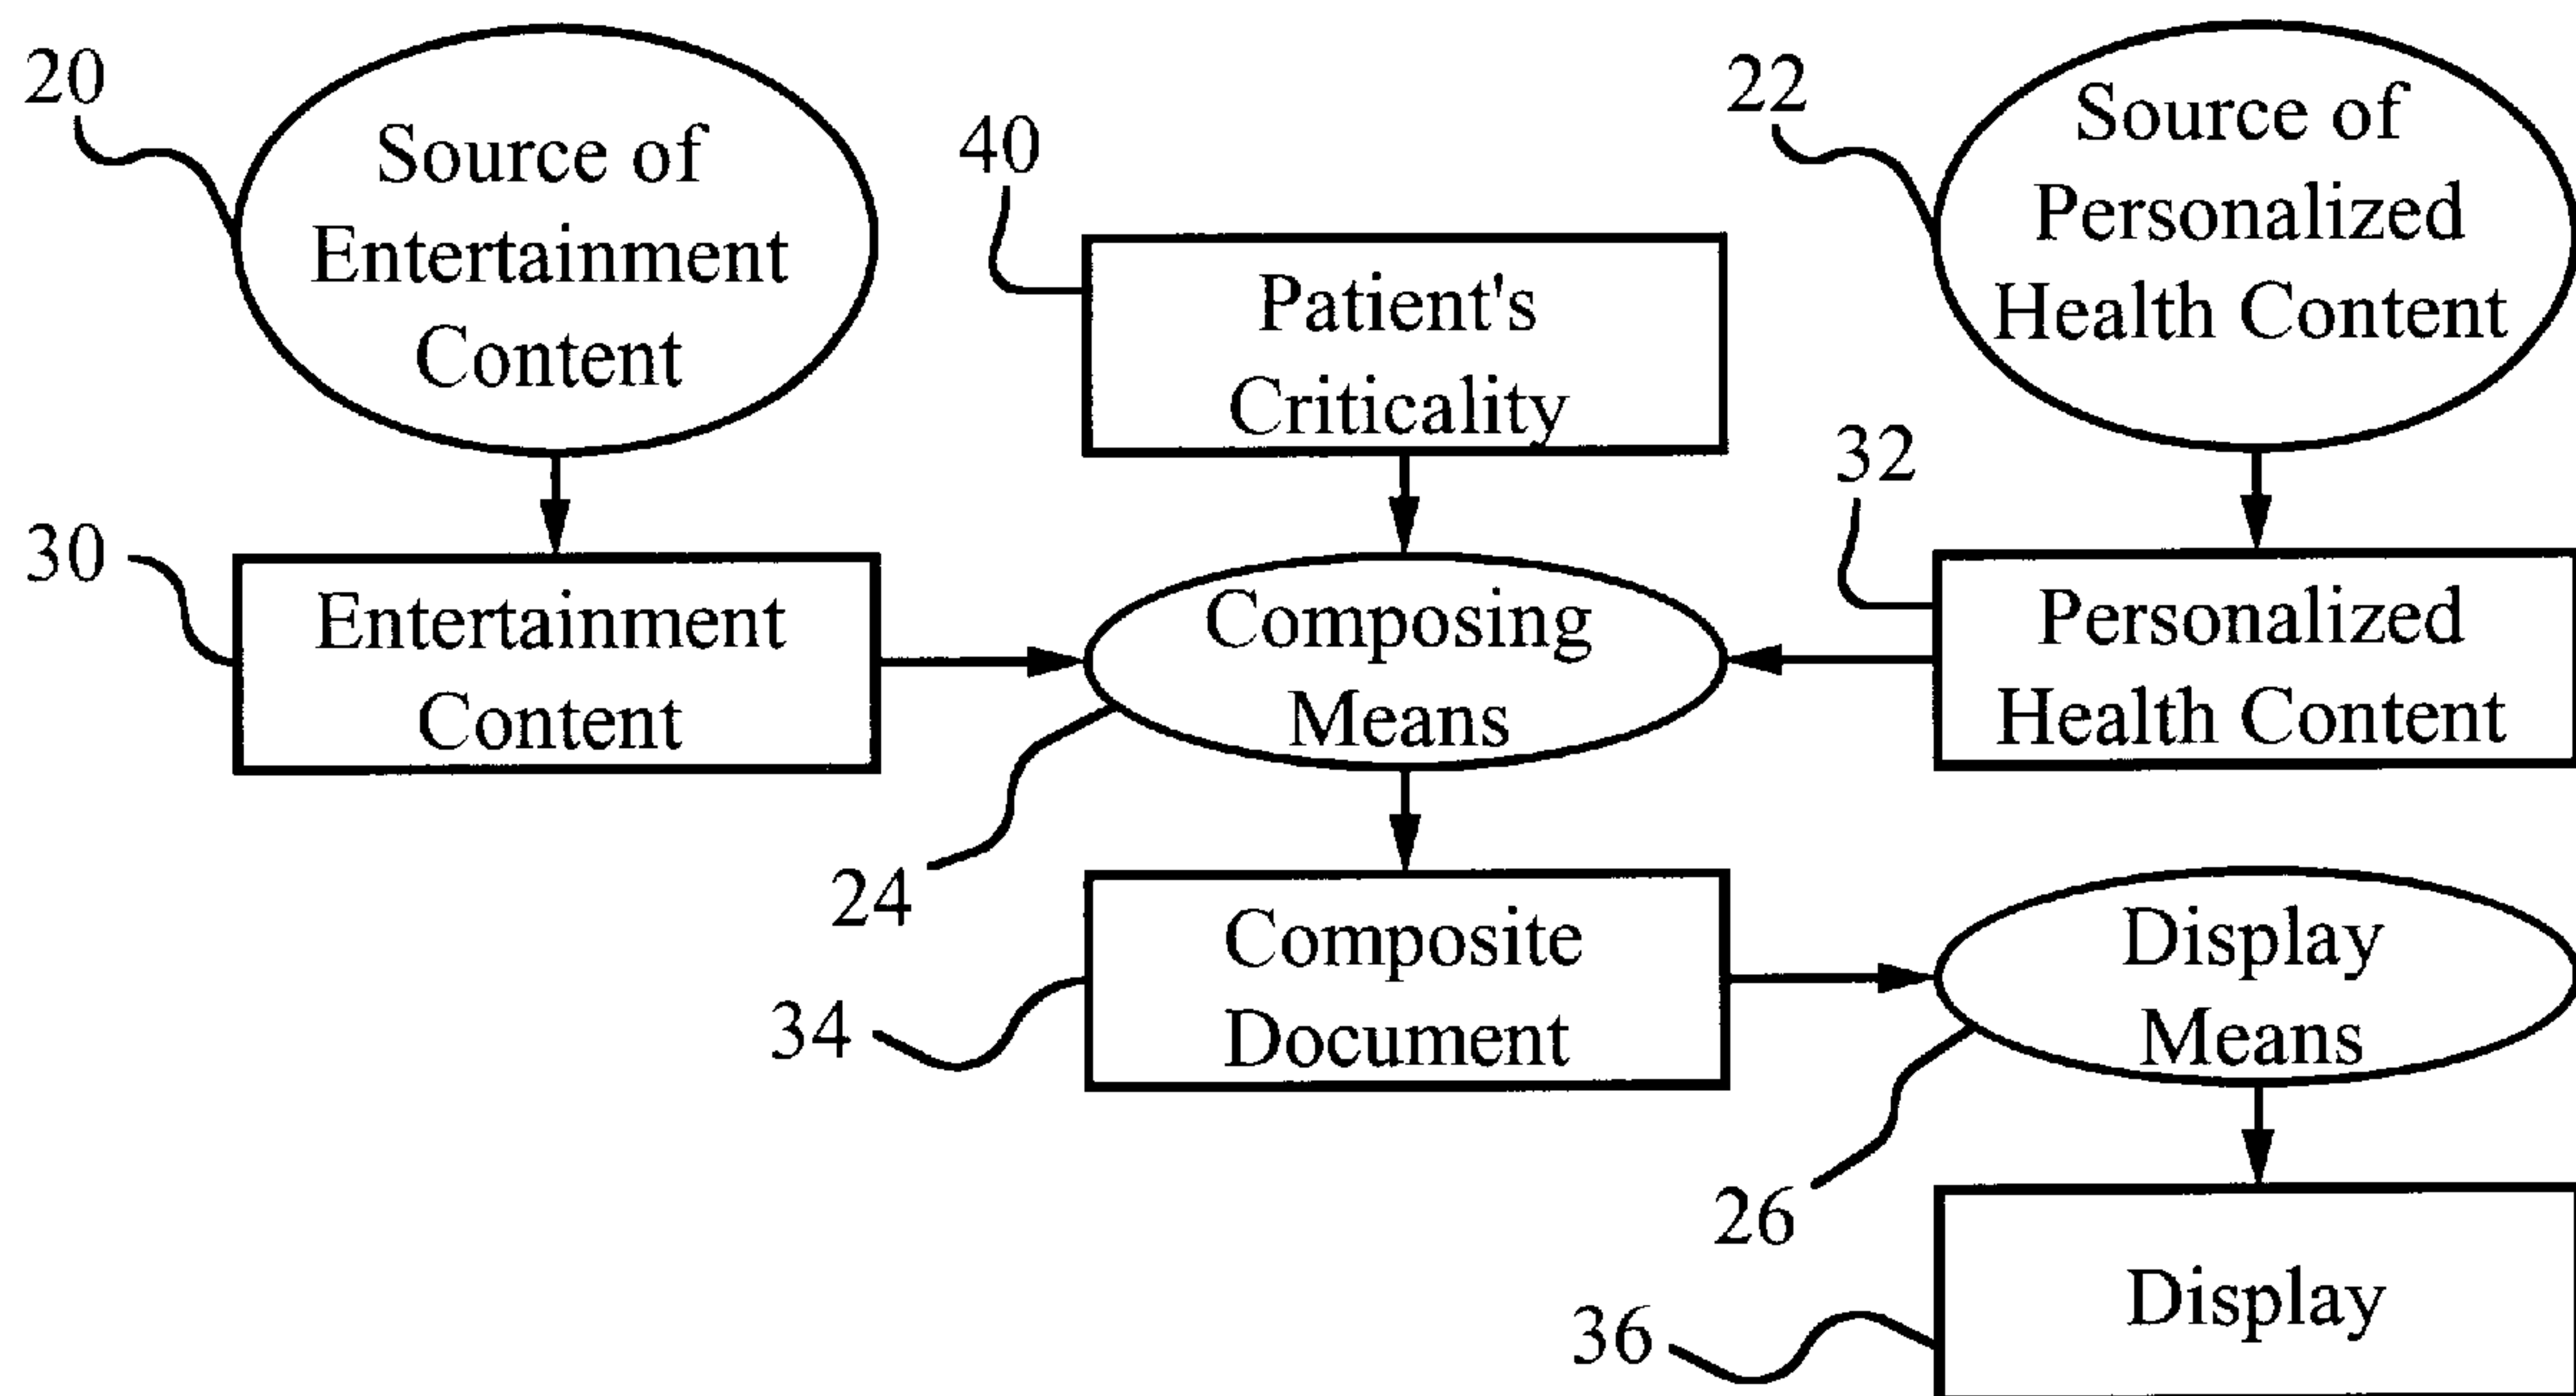 20
Source of
Entertainment
Content
40
Patient's
Criticality
22
Source of
Personalized
Health Content
30
Entertainment
Content
Composing
Means
24
32
Personalized
Health Content
34
Composite
Document
Display
Means
26
36
Display